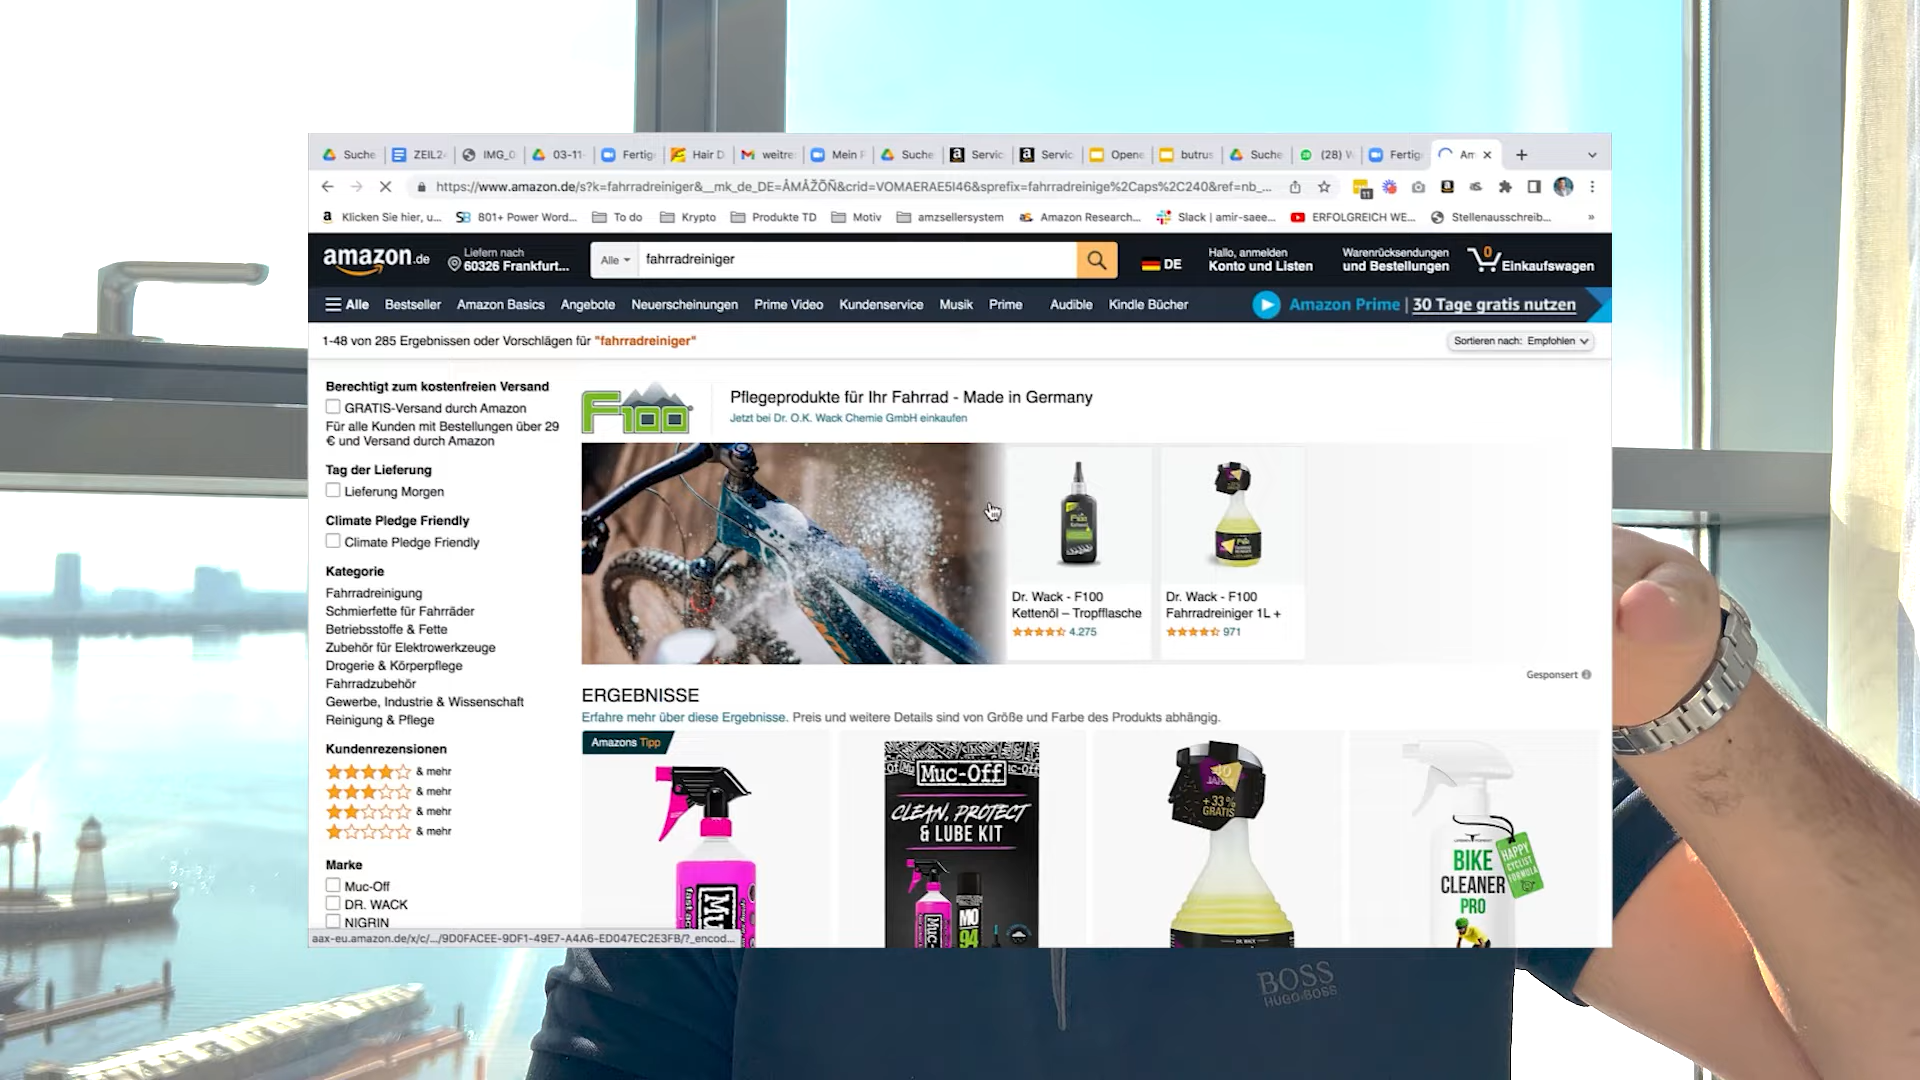 Suche
ZEIL2
IMG_0
03-11-
Fertig
Hair D
weitre
Mein F
Suche
Servic
Servic
Opene
butrus
Suche
(28) W
Fertig
Am
https://www.amazon.de/s?k=fahrradreiniger&__mk_de_DE=ÅMÅŽÕÑ&crid=VOMAERAE5I46&sprefix=fahrradreinige%2Caps%2C240&ref=nb_...
11
Klicken Sie hier, u...
801+ Power Word...
To do
Krypto
Produkte TD
Motiv
amzsellersystem
Amazon Research...
Slack | amir-saee...
ERFOLGREICH WE...
Stellenausschreib...
»
amazon.de
Liefern nach
60326 Frankfurt...
Alle
fahrradreiniger
DE
Hallo, anmelden
Konto und Listen
Warenrücksendungen
und Bestellungen
0
Einkaufswagen
Alle
Bestseller
Amazon Basics
Angebote
Neuerscheinungen
Prime Video
Kundenservice
Musik
Prime
Audible
Kindle Bücher
Amazon Prime | 30 Tage gratis nutzen
1-48 von 285 Ergebnissen oder Vorschlägen für "fahrradreiniger"
Sortieren nach: Empfohlen
Berechtigt zum kostenfreien Versand
GRATIS-Versand durch Amazon
Für alle Kunden mit Bestellungen über 29
€ und Versand durch Amazon
Tag der Lieferung
Lieferung Morgen
Climate Pledge Friendly
Climate Pledge Friendly
Kategorie
Fahrradreinigung
Schmierfette für Fahrräder
Betriebsstoffe & Fette
Zubehör für Elektrowerkzeuge
Drogerie & Körperpflege
Fahrradzubehör
Gewerbe, Industrie & Wissenschaft
Reinigung & Pflege
Kundenrezensionen
& mehr
& mehr
& mehr
& mehr
Marke
Muc-Off
DR. WACK
NIGRIN
aax-eu.amazon.de/x/c/.../9D0FACEE-9DF1-49E7-A4A6-ED047EC2E3FB/?_encod...
F100
Pflegeprodukte für Ihr Fahrrad - Made in Germany
Jetzt bei Dr. O.K. Wack Chemie GmbH einkaufen
Dr. Wack - F100
Kettenöl – Tropfflasche
4.275
Dr. Wack - F100
Fahrradreiniger 1L +
971
Gesponsert
ERGEBNISSE
Erfahre mehr über diese Ergebnisse. Preis und weitere Details sind von Größe und Farbe des Produkts abhängig.
Amazons Tipp
Muc-Off
CLEAN, PROTECT
& LUBE KIT
MO
94
+33%
GRATIS
BIKE
CLEANER
PRO
HAPPY
CYCLIST
FORMULA
BOSS
HUGO BOSS